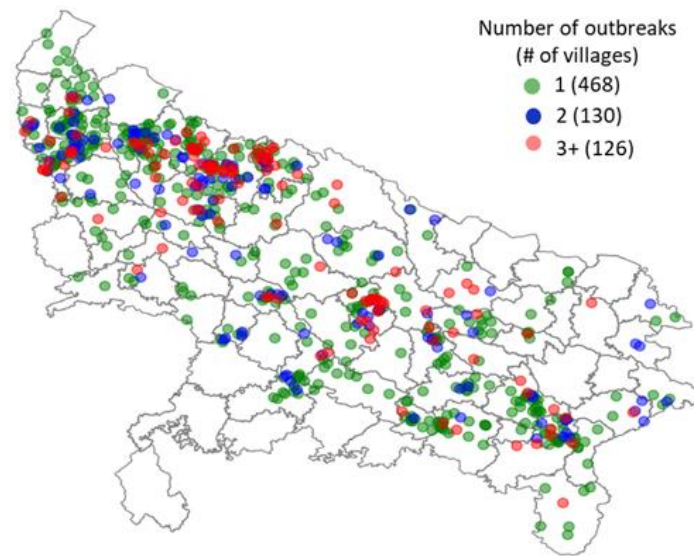 Number of outbreaks
(# of villages)
1 (468)
2 (130)
3+ (126)